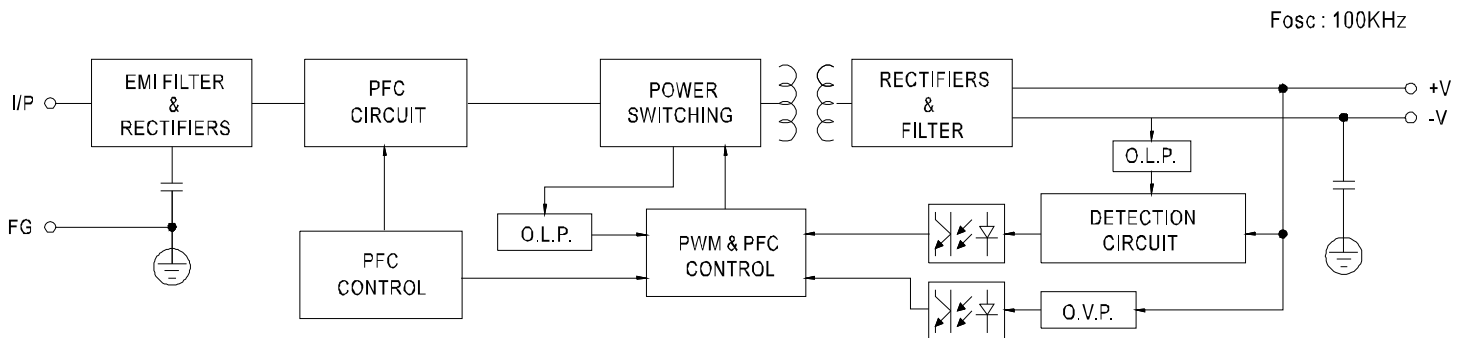 Fosc : 100KHz
I/P
EMI FILTER
&
RECTIFIERS
PFC
CIRCUIT
POWER
SWITCHING
RECTIFIERS
&
FILTER
+V
-V
O.L.P.
FG
O.L.P.
DETECTION
CIRCUIT
PFC
CONTROL
PWM & PFC
CONTROL
O.V.P.